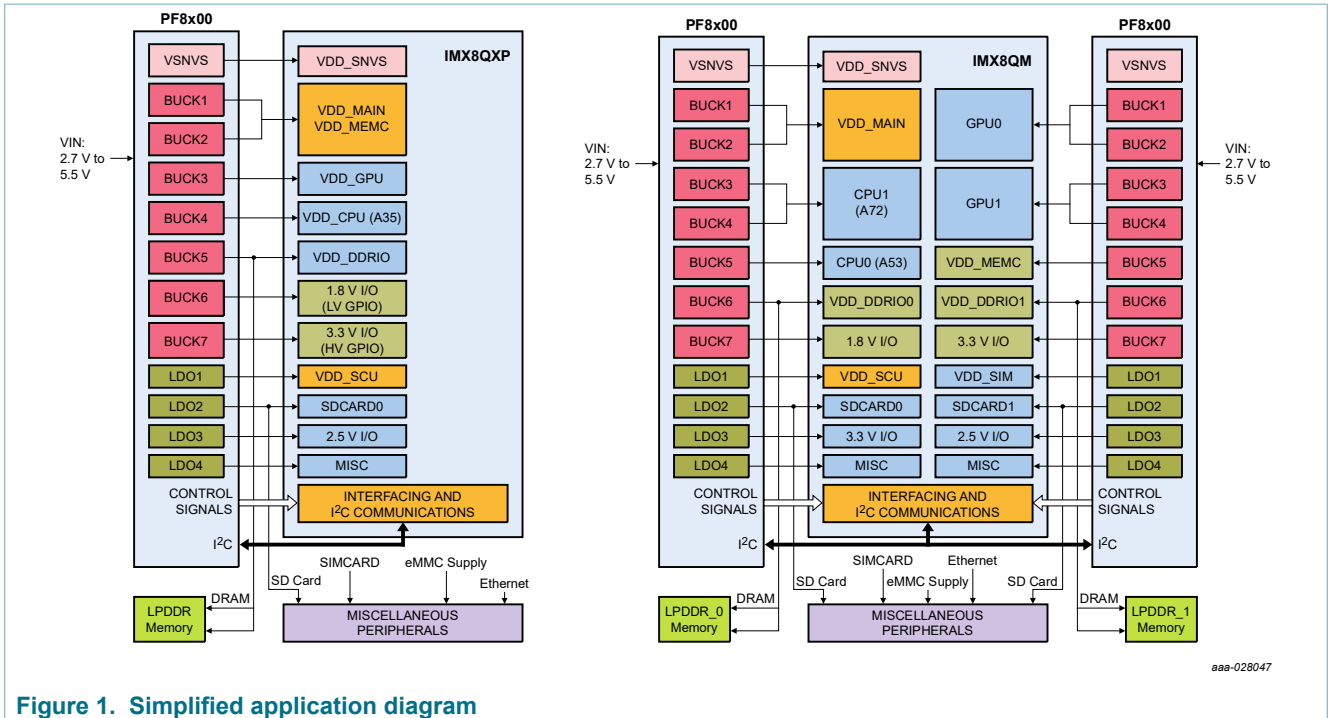 PF8x00
IMX8QXP
VSNVS
VDD_SNVS
BUCK1
BUCK2
VDD_MAIN
VDD_MEMC
VIN:
2.7 V to
5.5 V
BUCK3
VDD_GPU
BUCK4
VDD_CPU (A35)
BUCK5
VDD_DDRIO
BUCK6
1.8 V I/O
(LV GPIO)
BUCK7
3.3 V I/O
(HV GPIO)
LDO1
VDD_SCU
LDO2
SDCARD0
LDO3
2.5 V I/O
LDO4
MISC
CONTROL
SIGNALS
INTERFACING AND
I²C COMMUNICATIONS
I²C
SIMCARD
eMMC Supply
SD Card
Ethernet
DRAM
LPDDR
Memory
MISCELLANEOUS
PERIPHERALS
PF8x00
PF8x00
IMX8QM
VSNVS
VDD_SNVS
VSNVS
BUCK1
BUCK2
VDD_MAIN
GPU0
BUCK1
BUCK2
VIN:
2.7 V to
5.5 V
VIN:
2.7 V to
5.5 V
BUCK3
BUCK4
CPU1
(A72)
GPU1
BUCK3
BUCK4
BUCK5
CPU0 (A53)
VDD_MEMC
BUCK5
BUCK6
VDD_DDRIO0
VDD_DDRIO1
BUCK6
BUCK7
1.8 V I/O
3.3 V I/O
BUCK7
LDO1
VDD_SCU
VDD_SIM
LDO1
LDO2
SDCARD0
SDCARD1
LDO2
LDO3
3.3 V I/O
2.5 V I/O
LDO3
LDO4
MISC
MISC
LDO4
CONTROL
SIGNALS
INTERFACING AND
I²C COMMUNICATIONS
CONTROL
SIGNALS
I²C
I²C
SIMCARD
Ethernet
SD Card
eMMC Supply
SD Card
DRAM
DRAM
LPDDR_0
Memory
MISCELLANEOUS
PERIPHERALS
LPDDR_1
Memory
aaa-028047
Figure 1. Simplified application diagram